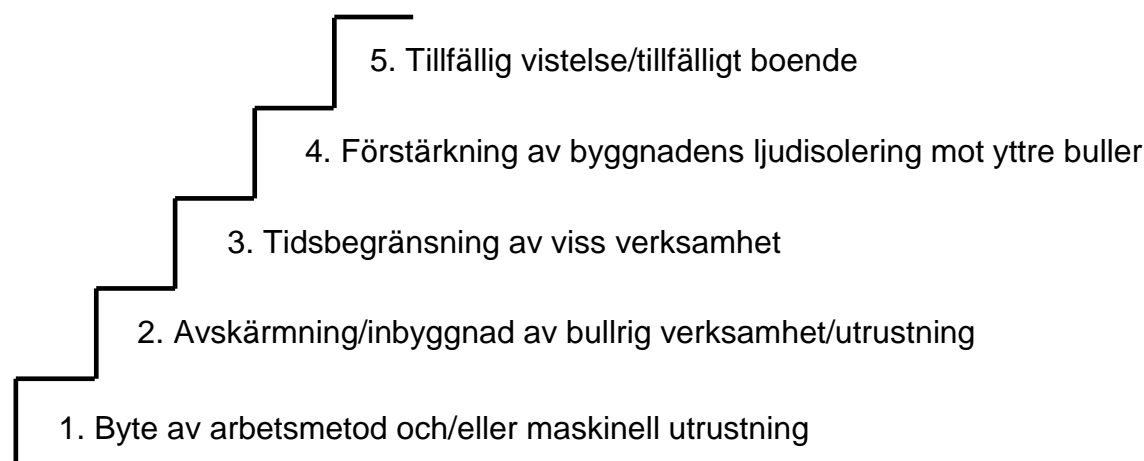 5. Tillfällig vistelse/tillfälligt boende
4. Förstärkning av byggnadens ljudisolering mot yttre buller
3. Tidsbegränsning av viss verksamhet
2. Avskärmning/inbyggnad av bullrig verksamhet/utrustning
1. Byte av arbetsmetod och/eller maskinell utrustning